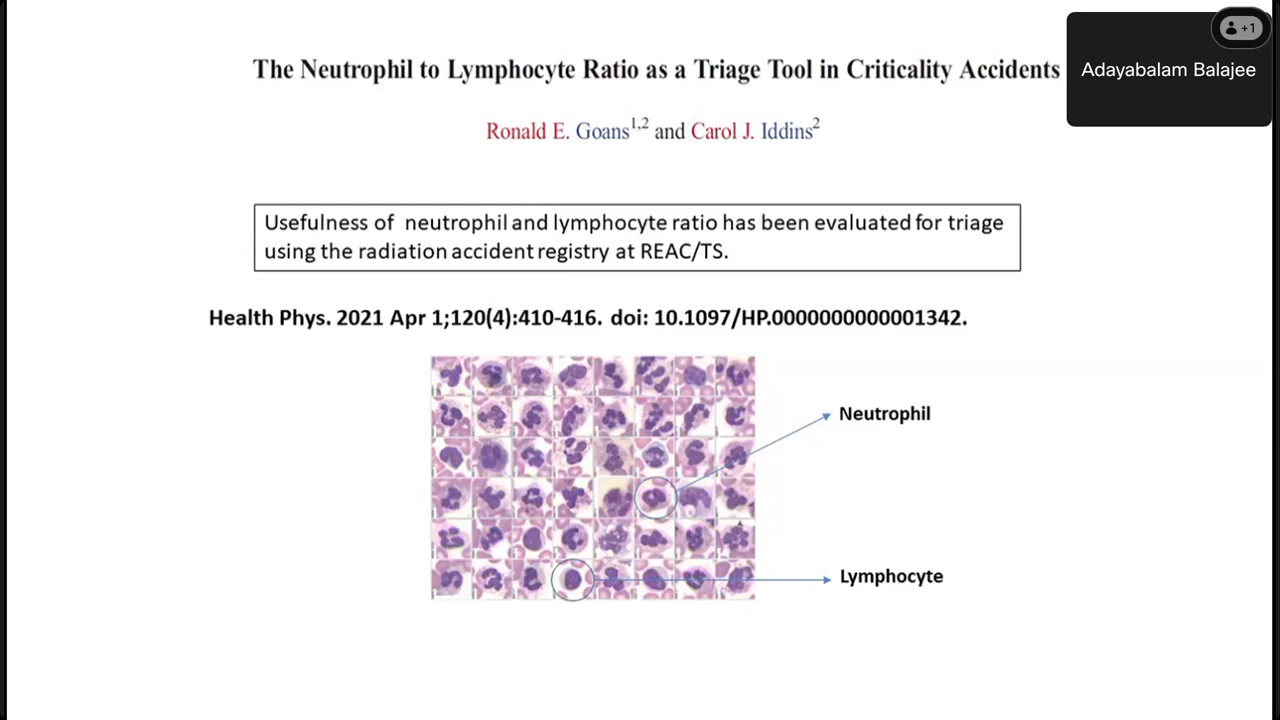 The Neutrophil to Lymphocyte Ratio as a Triage Tool in Criticality Accidents
+1
Adayabalam Balajee
Ronald E. Goans1,2 and Carol J. Iddins2
Usefulness of neutrophil and lymphocyte ratio has been evaluated for triage
using the radiation accident registry at REAC/TS.
Health Phys. 2021 Apr 1;120(4):410-416. doi: 10.1097/HP.0000000000001342.
Neutrophil
Lymphocyte